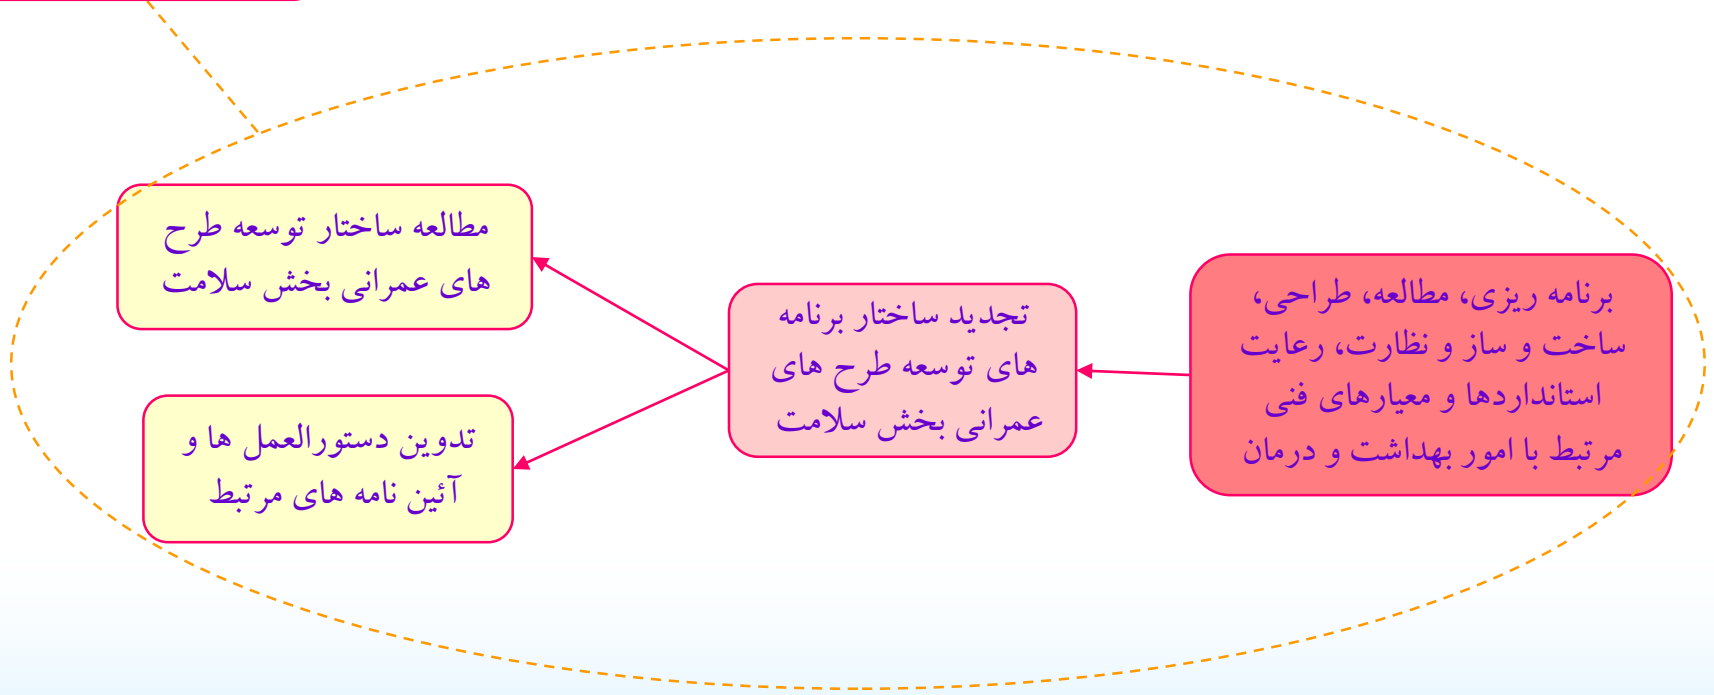 برنامه ریزی، مطالعه، طراحی،
ساخت و ساز و نظارت، رعایت
استانداردها و معیارهای فنی
مرتبط با امور بهداشت و درمان
تجدید ساختار برنامه
های توسعه طرح های
عمرانی بخش سلامت
مطالعه ساختار توسعه طرح
های عمرانی بخش سلامت
تدوین دستورالعمل ها و
آئین نامه های مرتبط